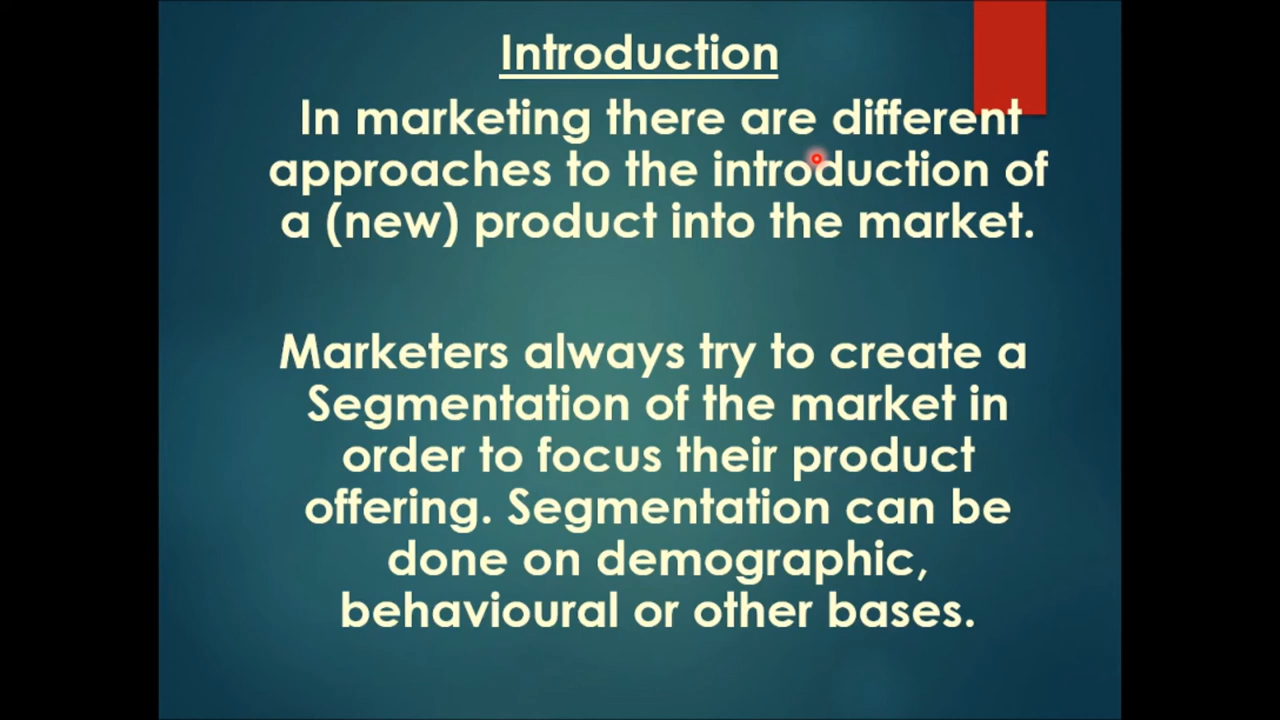 Introduction
In marketing there are different
approaches to the introduction of
a (new) product into the market.
Marketers always try to create a
Segmentation of the market in
order to focus their product
offering. Segmentation can be
done on demographic,
behavioural or other bases.